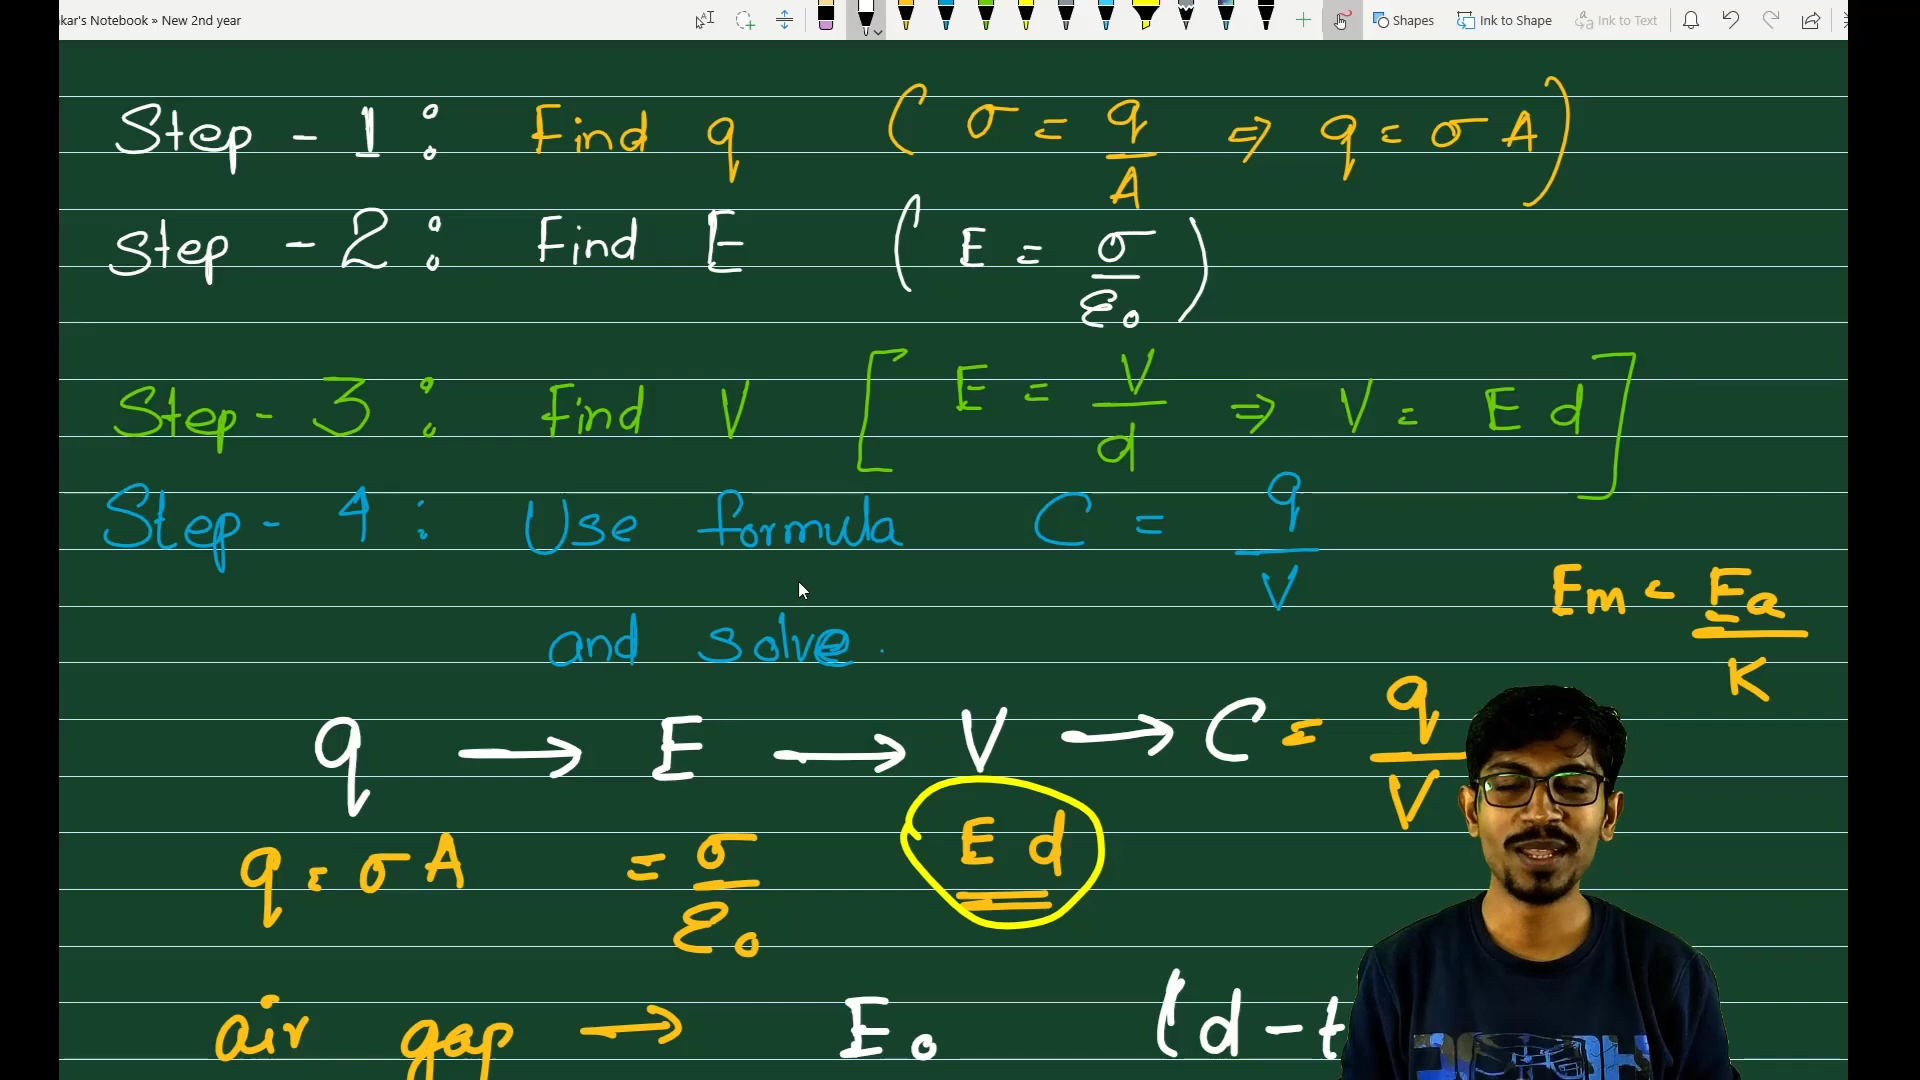 kar's Notebook » New 2nd year
Shapes Ink to Shape Ink to Text
Step - 1 : Find q ( σ = q/A ⇒ q = σ A )
Step - 2 : Find E ( E = σ/ε₀ )
Step - 3 : Find V [ E = V/d ⇒ V = E d ]
Step - 4 : Use formula C = q/V
and solve.
Em = Ea/K
q → E → V → C = q/V
q = σ A = σ/ε₀ E d
air gap → E₀ (d - t